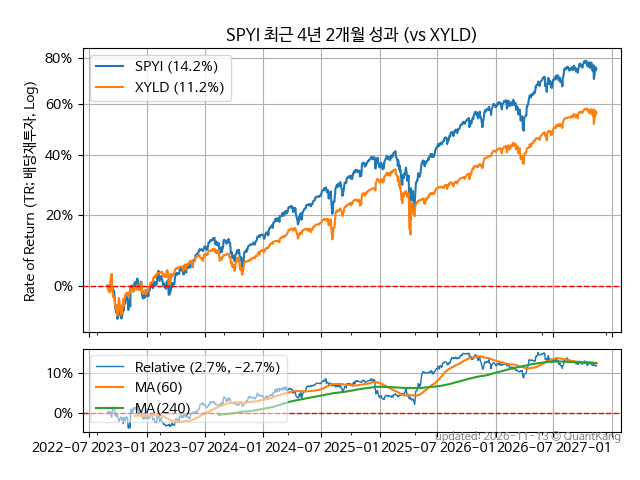 SPYI 최근 4년 2개월 성과 (vs XYLD)
Rate of Return (TR: 배당재투자, Log)
80%
60%
40%
20%
0%
SPYI (14.2%)
XYLD (11.2%)
10%
0%
Relative (2.7%, -2.7%)
MA(60)
MA(240)
Updated: 2026-11-13 © QuantKang
2022-07 2023-01 2023-07 2024-01 2024-07 2025-01 2025-07 2026-01 2026-07 2027-01